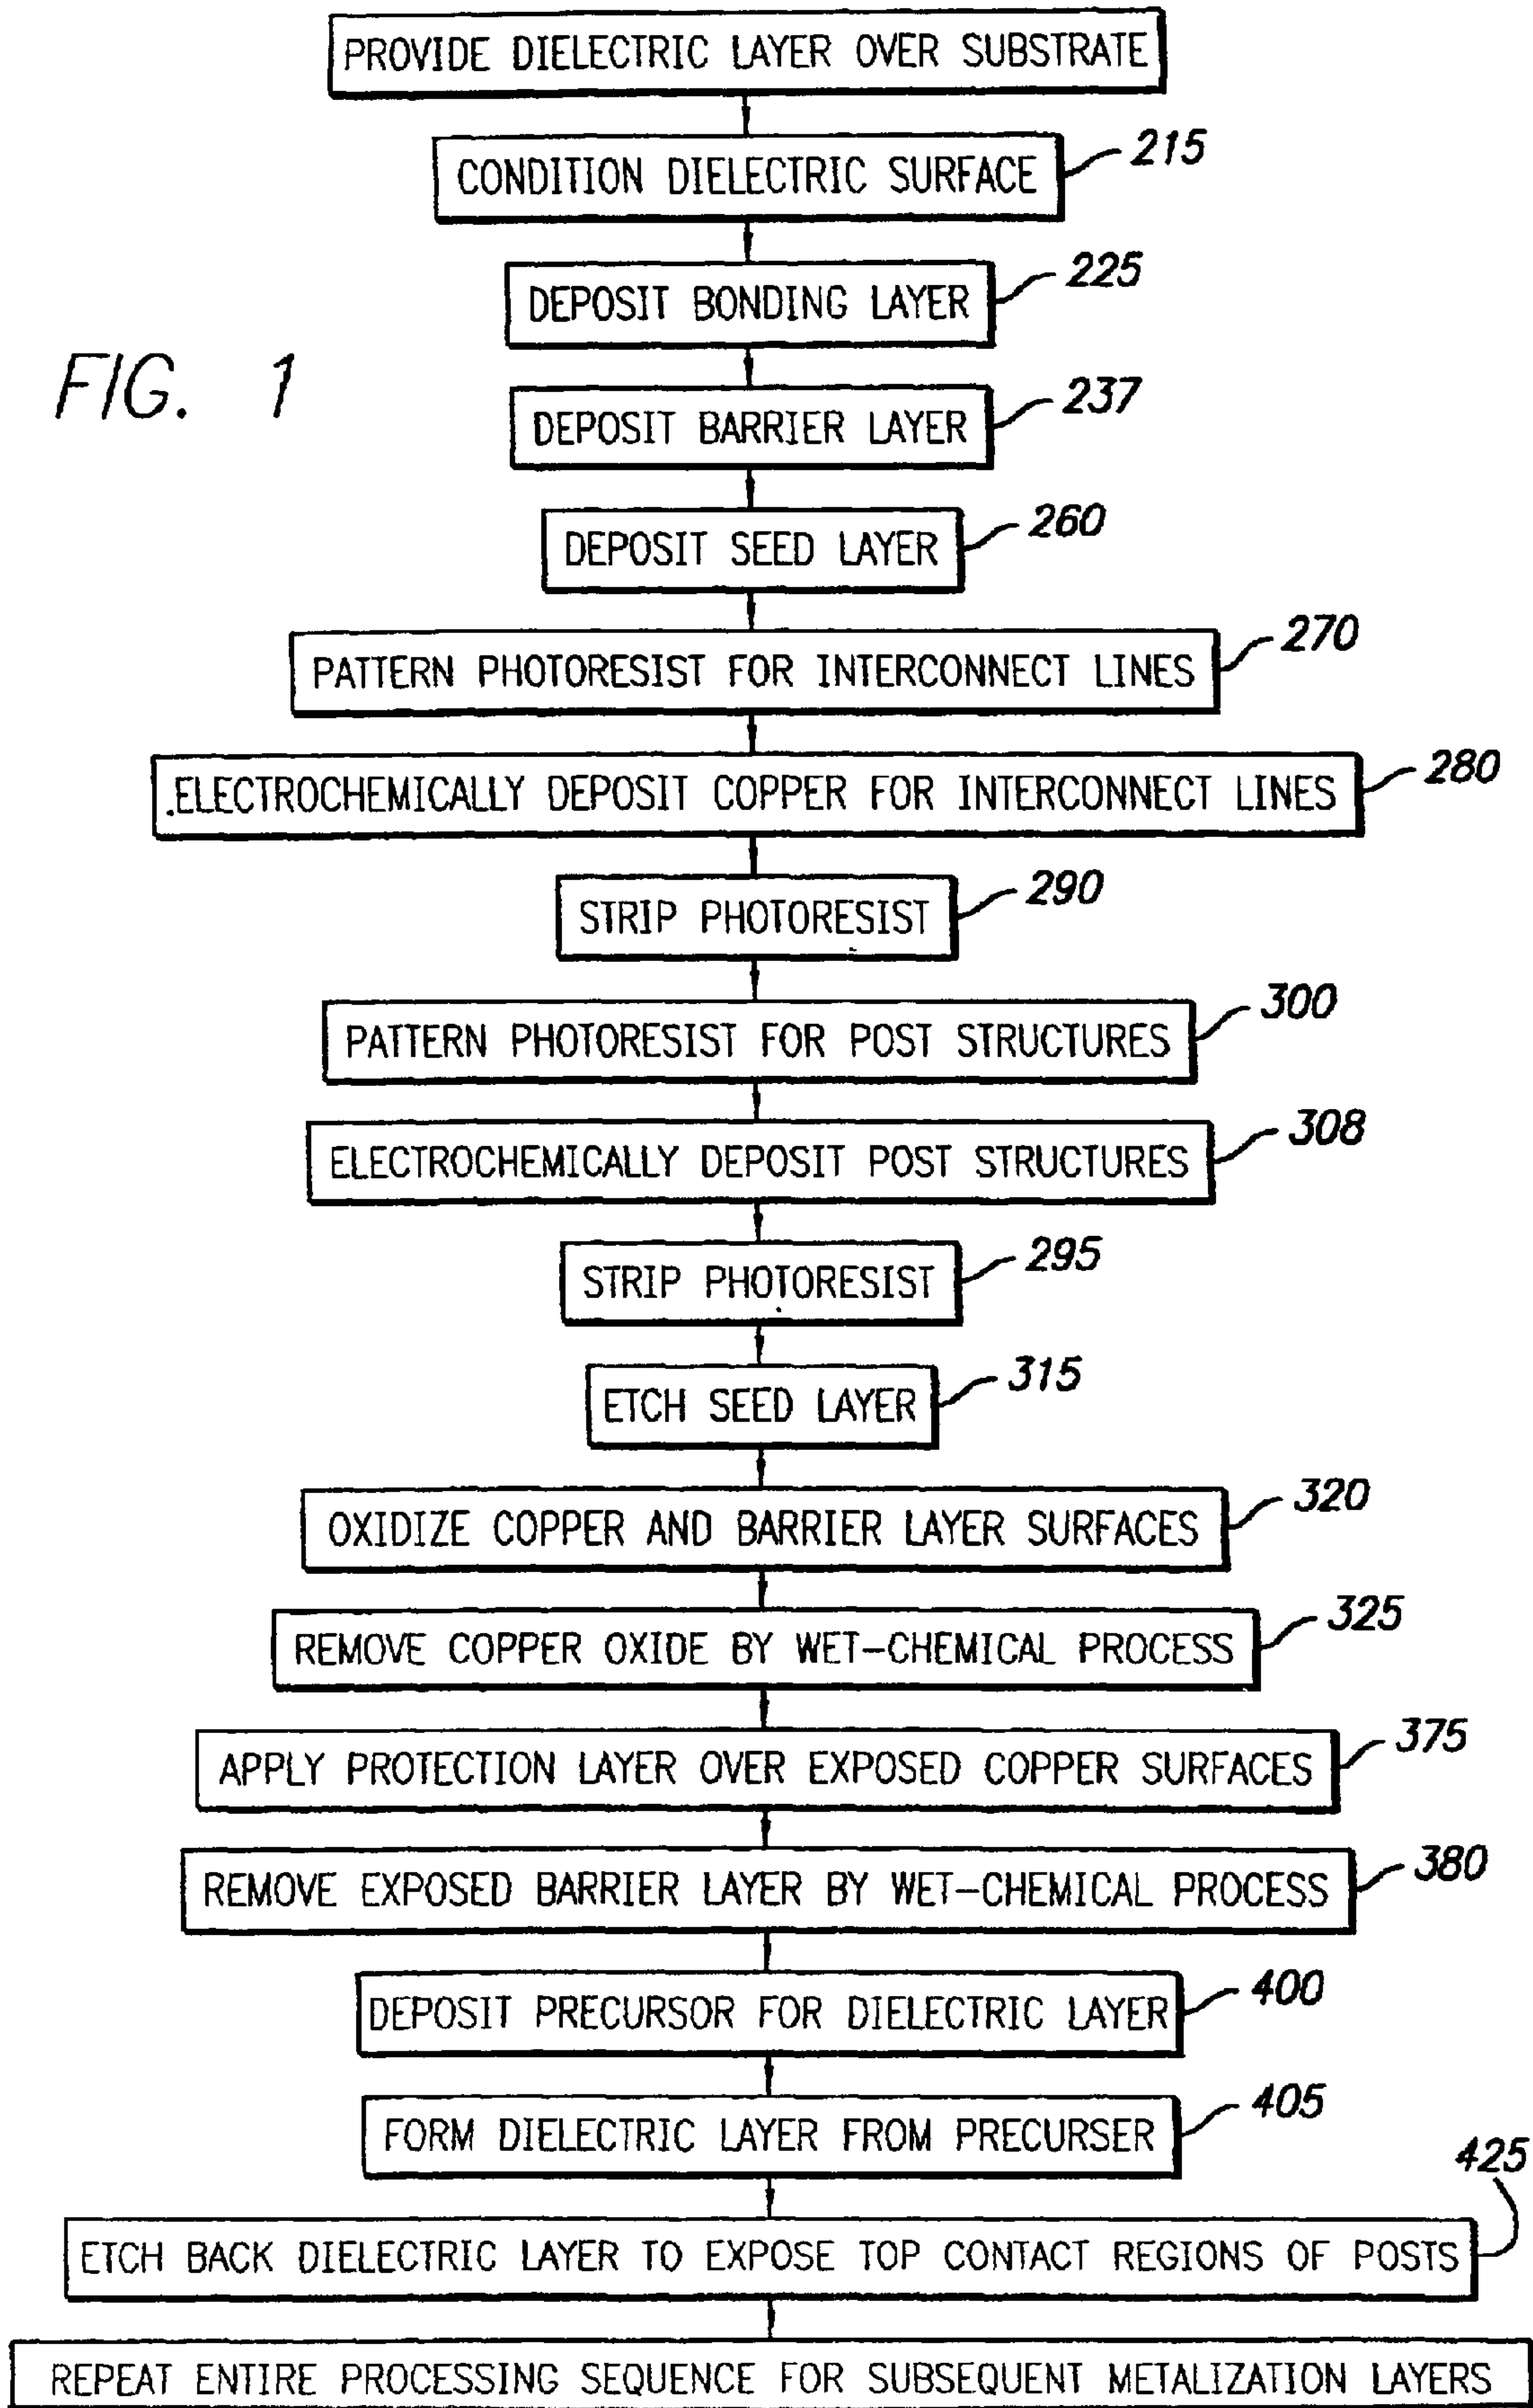 PROVIDE DIELECTRIC LAYER OVER SUBSTRATE
CONDITION DIELECTRIC SURFACE
215
DEPOSIT BONDING LAYER
225
FIG. 1
DEPOSIT BARRIER LAYER
237
DEPOSIT SEED LAYER
260
PATTERN PHOTORESIST FOR INTERCONNECT LINES
270
.ELECTROCHEMICALLY DEPOSIT COPPER FOR INTERCONNECT LINES
280
STRIP PHOTORESIST
290
PATTERN PHOTORESIST FOR POST STRUCTURES
300
ELECTROCHEMICALLY DEPOSIT POST STRUCTURES
308
STRIP PHOTORESIST
295
ETCH SEED LAYER
315
OXIDIZE COPPER AND BARRIER LAYER SURFACES
320
REMOVE COPPER OXIDE BY WET-CHEMICAL PROCESS
325
APPLY PROTECTION LAYER OVER EXPOSED COPPER SURFACES
375
REMOVE EXPOSED BARRIER LAYER BY WET-CHEMICAL PROCESS
380
DEPOSIT PRECURSOR FOR DIELECTRIC LAYER
400
FORM DIELECTRIC LAYER FROM PRECURSER
405
ETCH BACK DIELECTRIC LAYER TO EXPOSE TOP CONTACT REGIONS OF POSTS
425
REPEAT ENTIRE PROCESSING SEQUENCE FOR SUBSEQUENT METALIZATION LAYERS